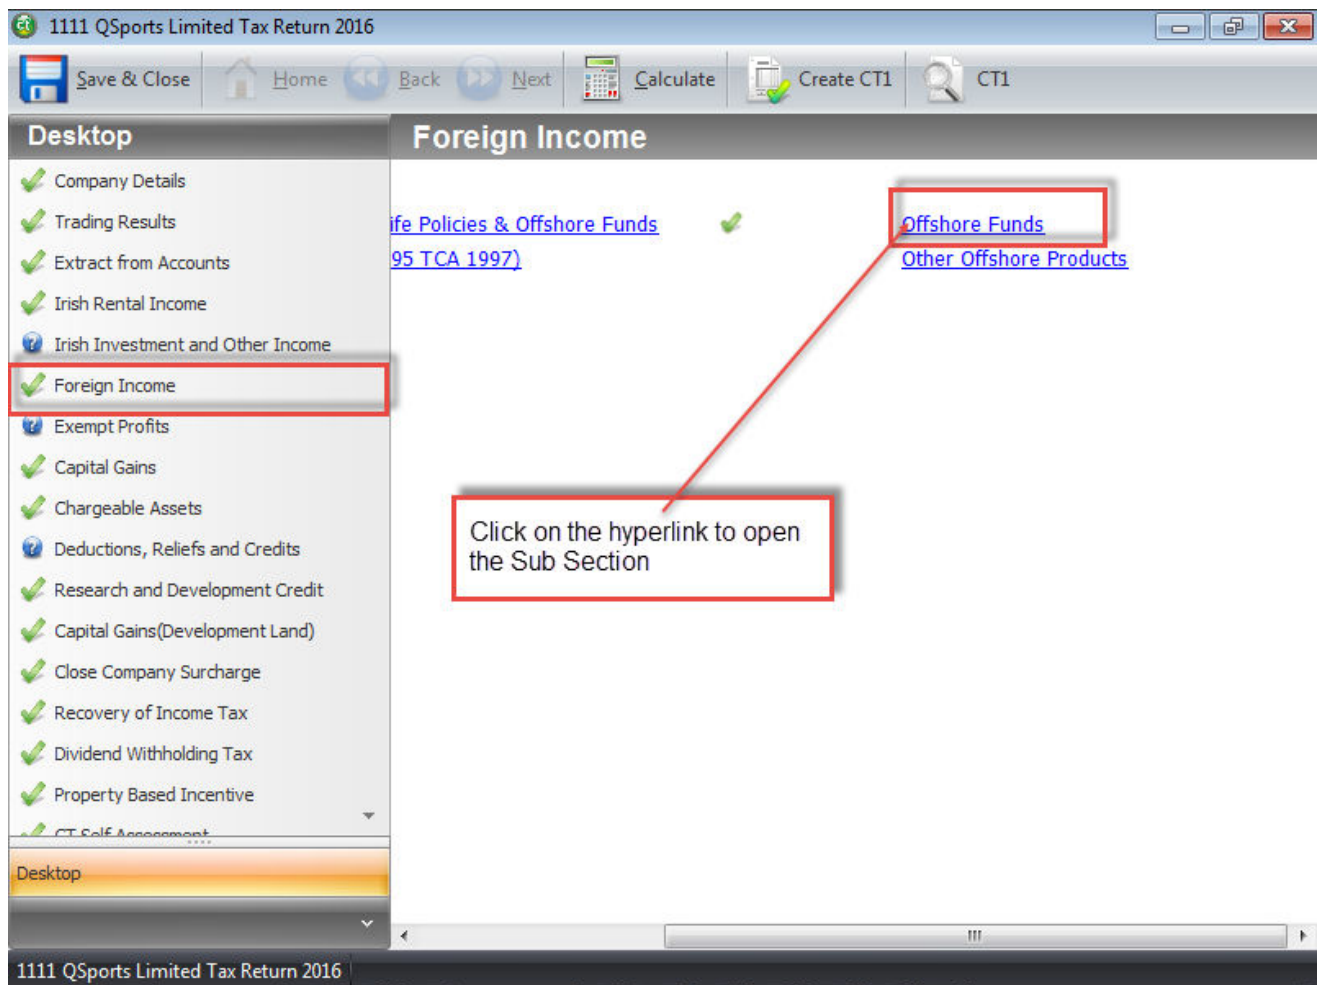 1111 QSports Limited Tax Return 2016
Save & Close Home Back Next Calculate Create CT1 CT1
Desktop
Foreign Income
Company Details
Trading Results
Extract from Accounts
Irish Rental Income
Irish Investment and Other Income
Foreign Income
Exempt Profits
Capital Gains
Chargeable Assets
Deductions, Reliefs and Credits
Research and Development Credit
Capital Gains(Development Land)
Close Company Surcharge
Recovery of Income Tax
Dividend Withholding Tax
Property Based Incentive
CT Self Assessment
Desktop
ife Policies & Offshore Funds
Offshore Funds
95 TCA 1997)
Other Offshore Products
Click on the hyperlink to open
the Sub Section
1111 QSports Limited Tax Return 2016